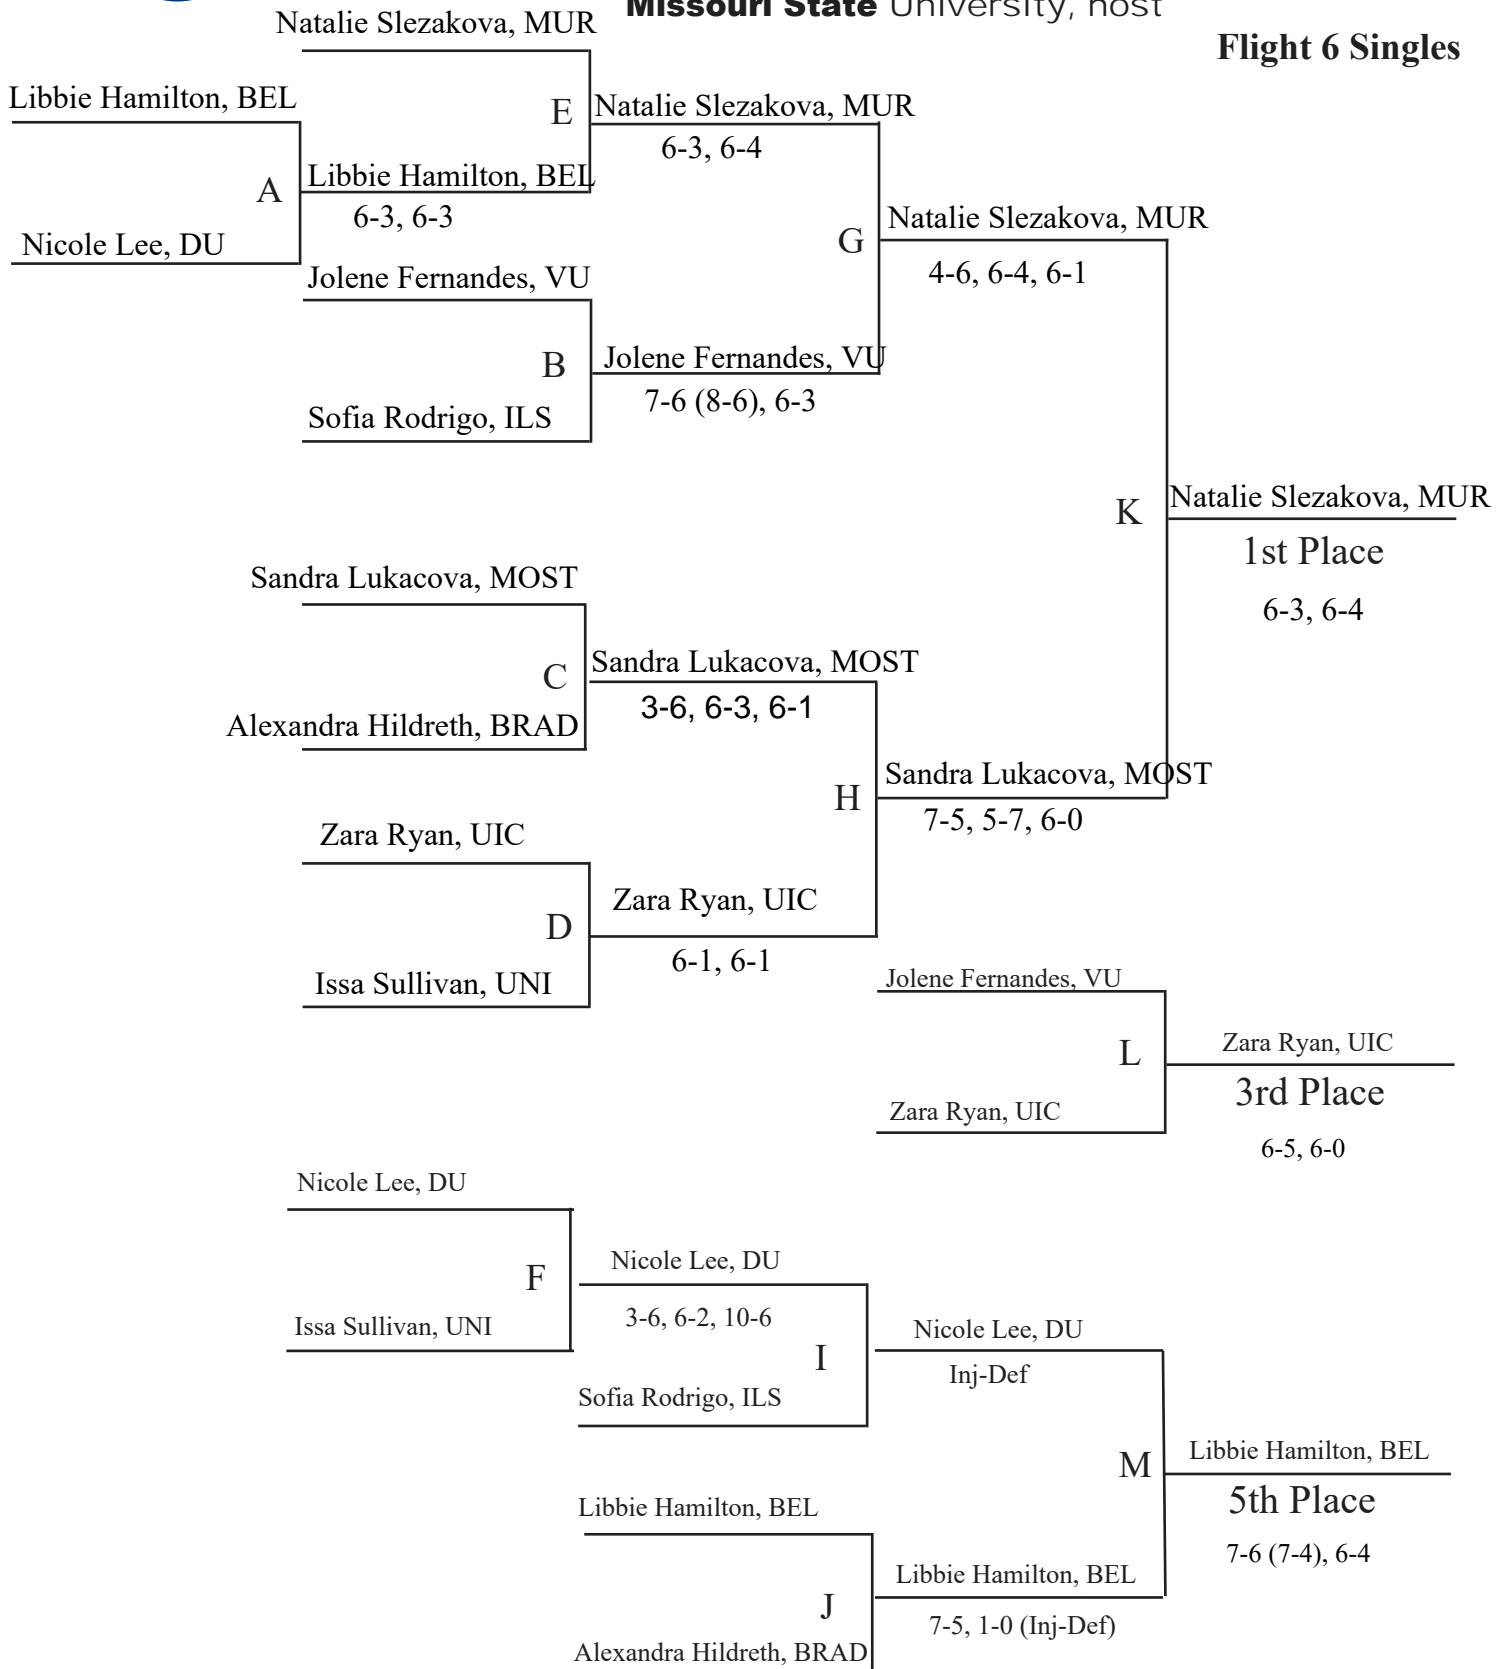 Missouri State University, host
Flight 6 Singles
Natalie Slezakova, MUR
Libbie Hamilton, BEL
E
Natalie Slezakova, MUR
6-3, 6-4
A
Libbie Hamilton, BEL
6-3, 6-3
Nicole Lee, DU
G
Natalie Slezakova, MUR
4-6, 6-4, 6-1
Jolene Fernandes, VU
B
Jolene Fernandes, VU
7-6 (8-6), 6-3
Sofia Rodrigo, ILS
K
Natalie Slezakova, MUR
1st Place
6-3, 6-4
Sandra Lukacova, MOST
C
Sandra Lukacova, MOST
3-6, 6-3, 6-1
Alexandra Hildreth, BRAD
H
Sandra Lukacova, MOST
7-5, 5-7, 6-0
Zara Ryan, UIC
D
Zara Ryan, UIC
6-1, 6-1
Issa Sullivan, UNI
Jolene Fernandes, VU
L
Zara Ryan, UIC
3rd Place
6-5, 6-0
Zara Ryan, UIC
Nicole Lee, DU
F
Nicole Lee, DU
3-6, 6-2, 10-6
Issa Sullivan, UNI
I
Nicole Lee, DU
Inj-Def
Sofia Rodrigo, ILS
M
Libbie Hamilton, BEL
5th Place
7-6 (7-4), 6-4
Libbie Hamilton, BEL
J
Libbie Hamilton, BEL
7-5, 1-0 (Inj-Def)
Alexandra Hildreth, BRAD